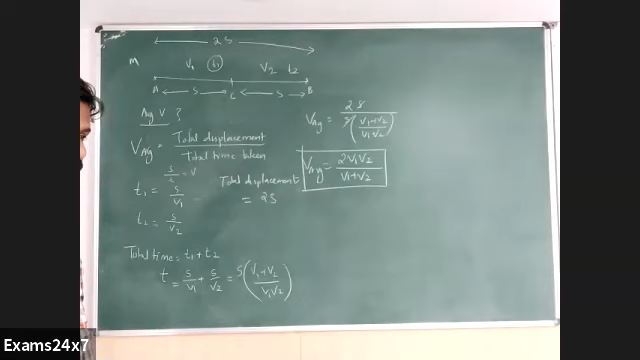 2S
M
V₁ t₁ V₂ t₂
A S C S B
Avg V ?
Vavg = Total displacement / Total time taken
S/t = V
t₁ = S/V₁
Total displacement = 2S
t₂ = S/V₂
Total time = t₁ + t₂
t = S/V₁ + S/V₂ = S((V₁+V₂)/(V₁V₂))
Vavg = 2S / S((V₁+V₂)/(V₁V₂))
Vavg = 2V₁V₂ / (V₁+V₂)
Exams24x7